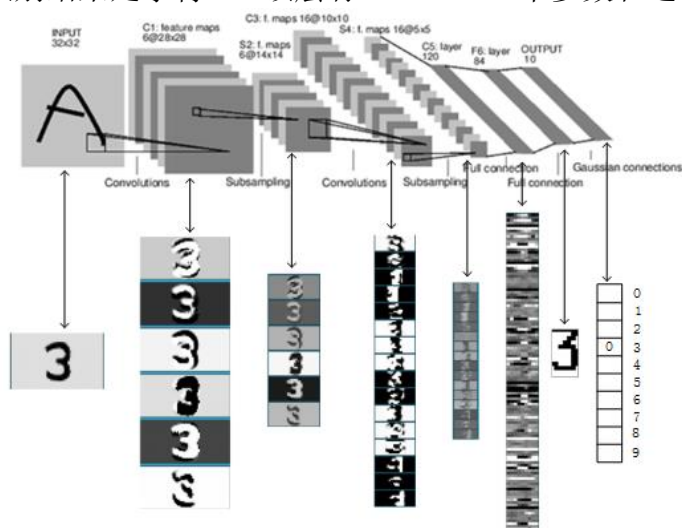 C3: f. maps 16@10x10
INPUT
32x32
C1: feature maps
6@28x28
S2: f. maps
6@14x14
S4: f. maps 16@5x5
C5: layer
120
F6: layer
84
OUTPUT
10
Convolutions
Subsampling
Convolutions
Subsampling
Full connection
Full connection
Gaussian connections
0
1
2
0
3
4
5
6
7
8
9